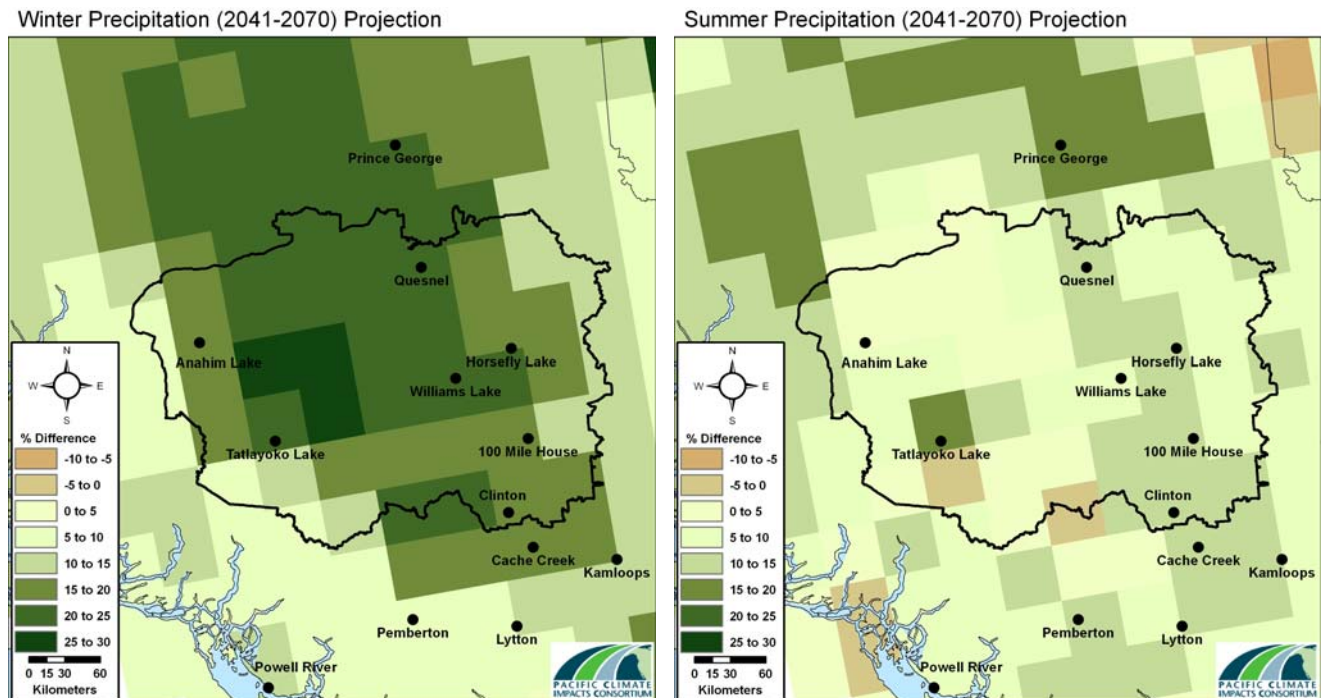 Winter Precipitation (2041-2070) Projection
Prince George
Quesnel
Anahim Lake
Horsefly Lake
Williams Lake
Tatlayoko Lake
100 Mile House
Clinton
Cache Creek
Kamloops
Pemberton
Lytton
Powell River
N
W E
S
% Difference
-10 to -5
-5 to 0
0 to 5
5 to 10
10 to 15
15 to 20
20 to 25
25 to 30
0 15 30 60
Kilometers
PACIFIC CLIMATE
IMPACTS CONSORTIUM
Summer Precipitation (2041-2070) Projection
Prince George
Quesnel
Anahim Lake
Horsefly Lake
Williams Lake
Tatlayoko Lake
100 Mile House
Clinton
Cache Creek
Kamloops
Pemberton
Lytton
Powell River
N
W E
S
% Difference
-10 to -5
-5 to 0
0 to 5
5 to 10
10 to 15
15 to 20
20 to 25
25 to 30
0 15 30 60
Kilometers
PACIFIC CLIMATE
IMPACTS CONSORTIUM